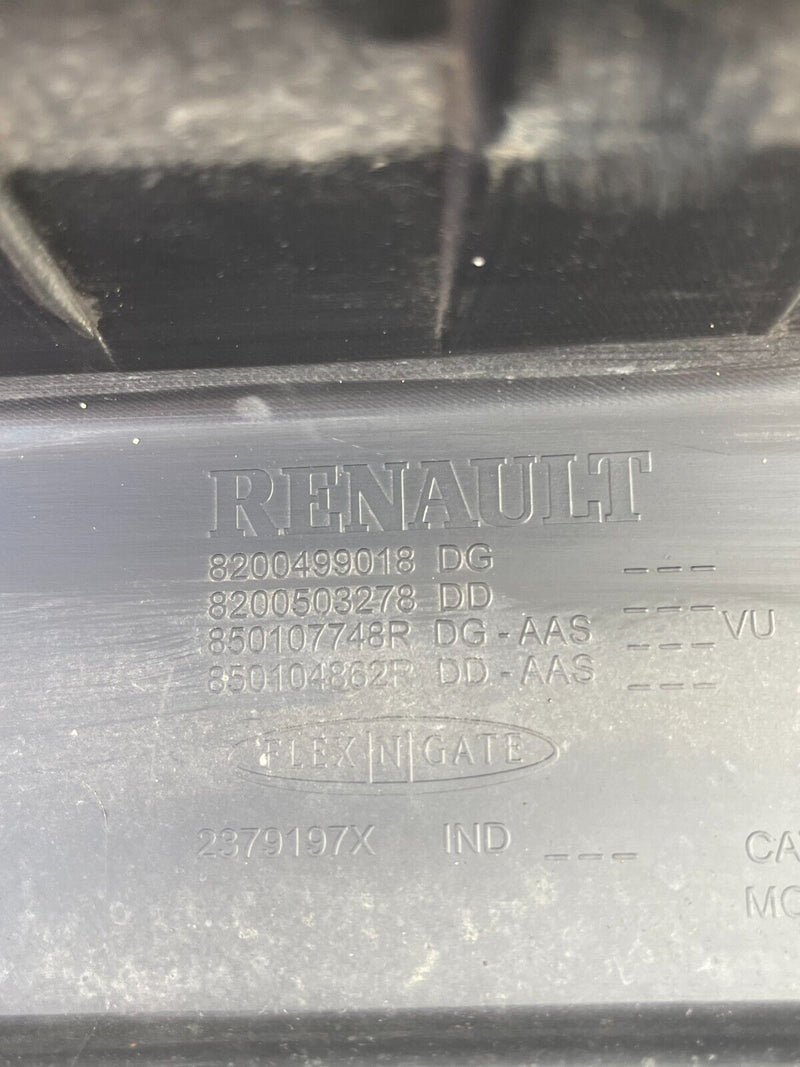 RENAULT
8200499018 DG _ _ _
8200503278 DD _ _ _
850107748R DG - AAS _ _ _ VU
850104862R DD - AAS _ _ _
FLEX|N|GATE
2379197X IND _ _ _